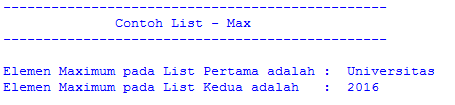 ------------------------------------------------
Contoh List - Max
------------------------------------------------
Elemen Maximum pada List Pertama adalah : Universitas
Elemen Maximum pada List Kedua adalah : 2016